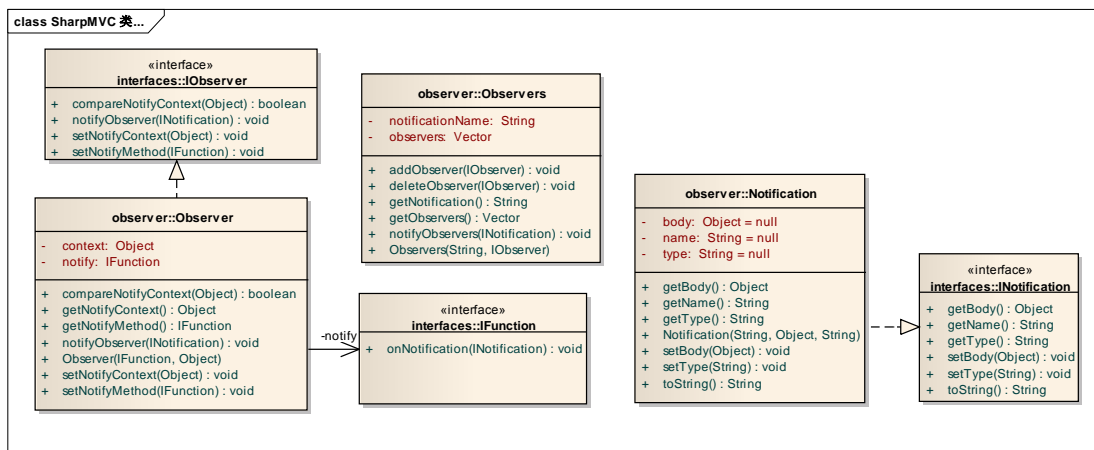 class SharpMVC 类...
«interface»
interfaces::IObserver
+ compareNotifyContext(Object) : boolean
+ notifyObserver(INotification) : void
+ setNotifyContext(Object) : void
+ setNotifyMethod(IFunction) : void
observer::Observers
- notificationName: String
- observers: Vector
+ addObserver(IObserver) : void
+ deleteObserver(IObserver) : void
+ getNotification() : String
+ getObservers() : Vector
+ notifyObservers(INotification) : void
+ Observers(String, IObserver)
observer::Observer
- context: Object
- notify: IFunction
+ compareNotifyContext(Object) : boolean
+ getNotifyContext() : Object
+ getNotifyMethod() : IFunction
+ notifyObserver(INotification) : void
+ Observer(IFunction, Object)
+ setNotifyContext(Object) : void
+ setNotifyMethod(IFunction) : void
-notify
«interface»
interfaces::IFunction
+ onNotification(INotification) : void
observer::Notification
- body: Object = null
- name: String = null
- type: String = null
+ getBody() : Object
+ getName() : String
+ getType() : String
+ Notification(String, Object, String)
+ setBody(Object) : void
+ setType(String) : void
+ toString() : String
«interface»
interfaces::INotification
+ getBody() : Object
+ getName() : String
+ getType() : String
+ setBody(Object) : void
+ setType(String) : void
+ toString() : String